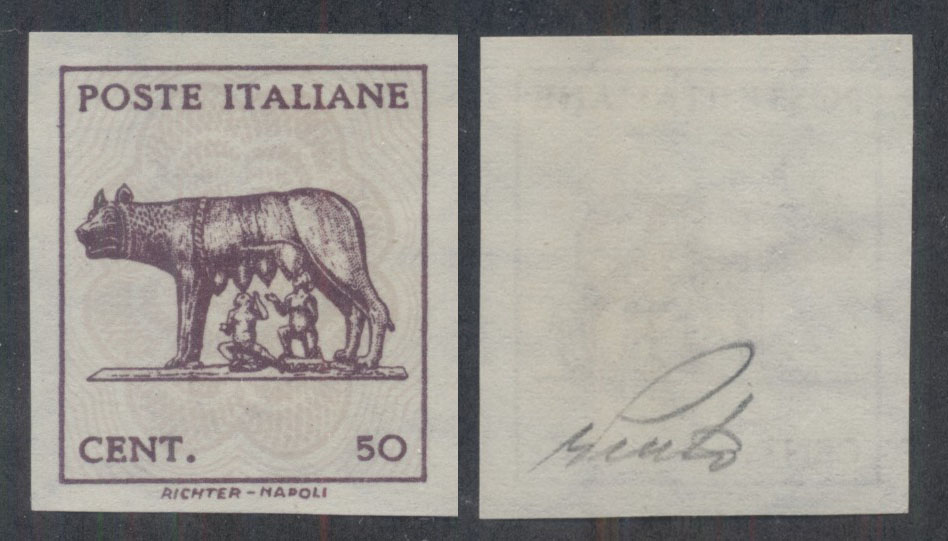 POSTE ITALIANE
CENT. 50
RICHTER - NAPOLI